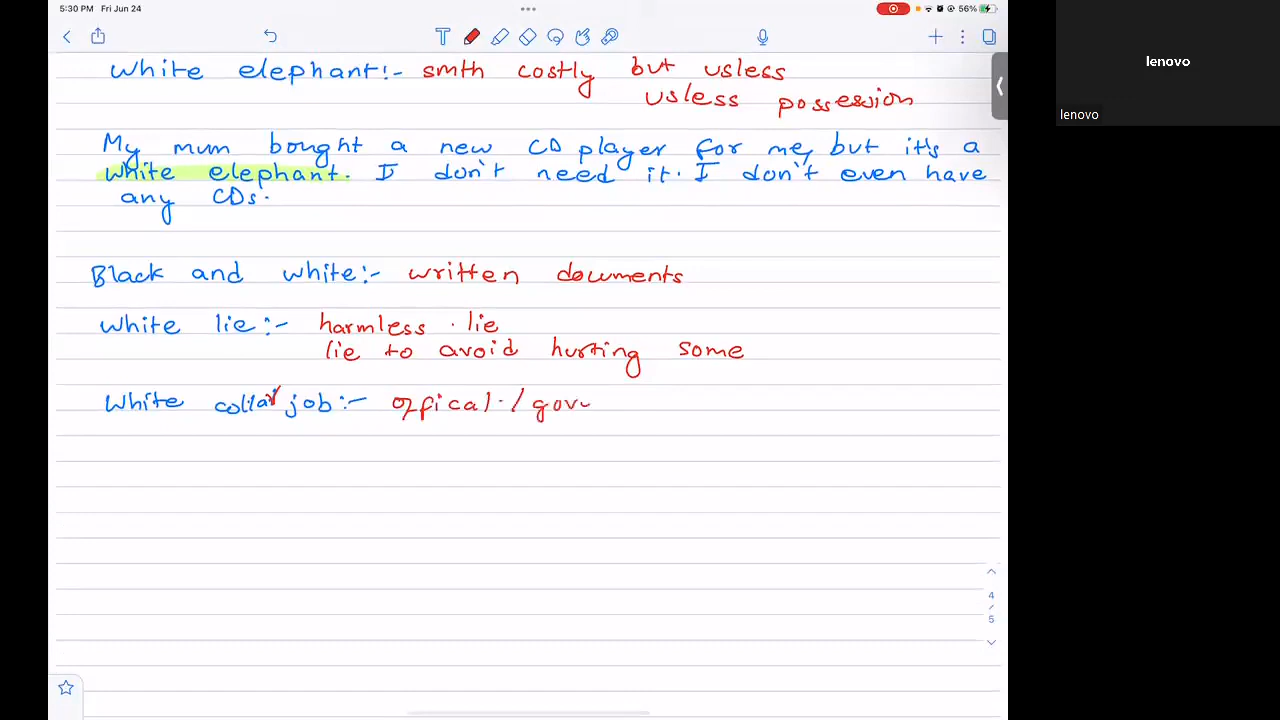 5:30 PM Fri Jun 24
56%
lenovo
lenovo
White elephant:- smth costly but usless
usless possession
My mum bought a new CD player for me, but it's a
white elephant. I don't need it. I don't even have
any CDs.
Black and white:- written documents
White lie:- harmless lie
lie to avoid hurting some
White collar job:- offical / gov
4
/
5